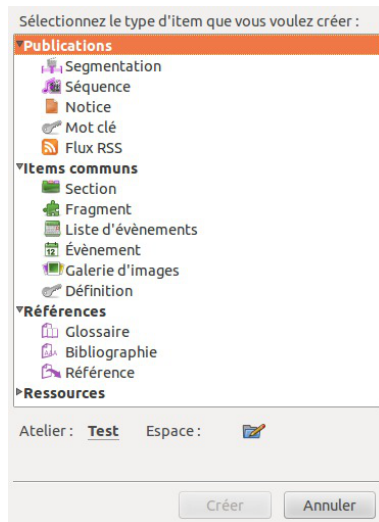 Sélectionnez le type d'item que vous voulez créer :
Publications
Segmentation
Séquence
Notice
Mot clé
Flux RSS
Items communs
Section
Fragment
Liste d'évènements
12 Évènement
Galerie d'images
Définition
Références
Glossaire
Bibliographie
Référence
Ressources
Atelier : Test Espace :
Créer Annuler